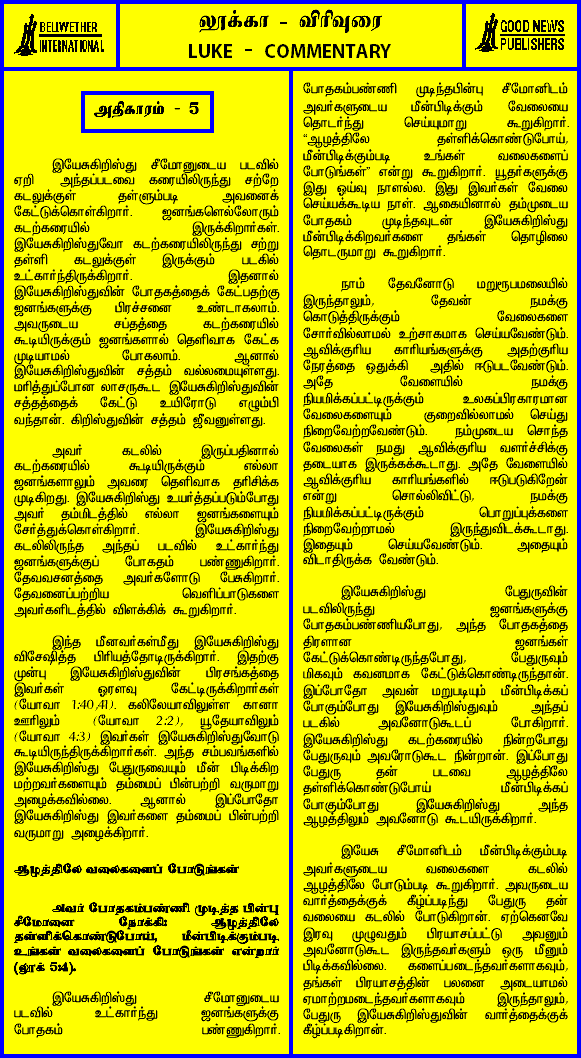 BELLWETHER
INTERNATIONAL
லூக்கா - விரிவுரை
LUKE - COMMENTARY
GOOD NEWS
PUBLISHERS
அதிகாரம் - 5
இயேசுகிறிஸ்து சீமோனுடைய படவில்
ஏறி அந்தப்படவை கரையிலிருந்து சற்றே
கடலுக்குள் தள்ளும்படி அவனைக்
கேட்டுக்கொள்கிறார். ஜனங்களெல்லோரும்
கடற்கரையில் இருக்கிறார்கள்.
இயேசுகிறிஸ்துவோ கடற்கரையிலிருந்து சற்று
தள்ளி கடலுக்குள் இருக்கும் படகில்
உட்கார்ந்திருக்கிறார். இதனால்
இயேசுகிறிஸ்துவின் போதகத்தைக் கேட்பதற்கு
ஜனங்களுக்கு பிரச்சனை உண்டாகலாம்.
அவருடைய சப்தத்தை கடற்கரையில்
கூடியிருக்கும் ஜனங்களால் தெளிவாக கேட்க
முடியாமல் போகலாம். ஆனால்
இயேசுகிறிஸ்துவின் சத்தம் வல்லமையுள்ளது.
மரித்துப்போன லாசருகூட இயேசுகிறிஸ்துவின்
சத்தத்தைக் கேட்டு உயிரோடு எழும்பி
வந்தான். கிறிஸ்துவின் சத்தம் ஜீவனுள்ளது.
அவர் கடலில் இருப்பதினால்
கடற்கரையில் கூடியிருக்கும் எல்லா
ஜனங்களாலும் அவரை தெளிவாக தரிசிக்க
முடிகிறது. இயேசுகிறிஸ்து உயர்த்தப்படும்போது
அவர் தம்மிடத்தில் எல்லா ஜனங்களையும்
சேர்த்துக்கொள்கிறார். இயேசுகிறிஸ்து
கடலிலிருந்த அந்தப் படவில் உட்கார்ந்து
ஜனங்களுக்குப் போதகம் பண்ணுகிறார்.
தேவவசனத்தை அவர்களோடு பேசுகிறார்.
தேவனைப்பற்றிய வெளிப்பாடுகளை
அவர்களிடத்தில் விளக்கிக் கூறுகிறார்.
இந்த மீனவர்கள்மீது இயேசுகிறிஸ்து
விசேஷித்த பிரியத்தோடிருக்கிறார். இதற்கு
முன்பு இயேசுகிறிஸ்துவின் பிரசங்கத்தை
இவர்கள் ஓரளவு கேட்டிருக்கிறார்கள்
(யோவா 1:40,41). கலிலேயாவிலுள்ள கானா
ஊரிலும் (யோவா 2:2), யூதேயாவிலும்
(யோவா 4:3) இவர்கள் இயேசுகிறிஸ்துவோடு
கூடியிருந்திருக்கிறார்கள். அந்த சம்பவங்களில்
இயேசுகிறிஸ்து பேதுருவையும் மீன் பிடிக்கிற
மற்றவர்களையும் தம்மைப் பின்பற்றி வருமாறு
அழைக்கவில்லை. ஆனால் இப்போதோ
இயேசுகிறிஸ்து இவர்களை தம்மைப் பின்பற்றி
வருமாறு அழைக்கிறார்.
ஆழத்திலே வலைகளைப் போடுங்கள்
அவர் போதகம்பண்ணி முடித்த பின்பு
சீமோனை நோக்கி: ஆழத்திலே
தள்ளிக்கொண்டுபோய், மீன்பிடிக்கும்படி
உங்கள் வலைகளைப் போடுங்கள் என்றார்
(லூக் 5:4).
இயேசுகிறிஸ்து சீமோனுடைய
படவில் உட்கார்ந்து ஜனங்களுக்கு
போதகம் பண்ணுகிறார்.
போதகம்பண்ணி முடிந்தபின்பு சீமோனிடம்
அவர்களுடைய மீன்பிடிக்கும் வேலையை
தொடர்ந்து செய்யுமாறு கூறுகிறார்.
"ஆழத்திலே தள்ளிக்கொண்டுபோய்,
மீன்பிடிக்கும்படி உங்கள் வலைகளைப்
போடுங்கள்" என்று கூறுகிறார். யூதர்களுக்கு
இது ஓய்வு நாளல்ல. இது இவர்கள் வேலை
செய்யக்கூடிய நாள். ஆகையினால் தம்முடைய
போதகம் முடிந்தவுடன் இயேசுகிறிஸ்து
மீன்பிடிக்கிறவர்களை தங்கள் தொழிலை
தொடருமாறு கூறுகிறார்.
நாம் தேவனோடு மறுரூபமலையில்
இருந்தாலும், தேவன் நமக்கு
கொடுத்திருக்கும் வேலைகளை
சோர்வில்லாமல் உற்சாகமாக செய்யவேண்டும்.
ஆவிக்குரிய காரியங்களுக்கு அதற்குரிய
நேரத்தை ஒதுக்கி அதில் ஈடுபடவேண்டும்.
அதே வேளையில் நமக்கு
நியமிக்கப்பட்டிருக்கும் உலகப்பிரகாரமான
வேலைகளையும் குறைவில்லாமல் செய்து
நிறைவேற்றவேண்டும். நம்முடைய சொந்த
வேலைகள் நமது ஆவிக்குரிய வளர்ச்சிக்கு
தடையாக இருக்கக்கூடாது. அதே வேளையில்
ஆவிக்குரிய காரியங்களில் ஈடுபடுகிறேன்
என்று சொல்லிவிட்டு, நமக்கு
நியமிக்கப்பட்டிருக்கும் பொறுப்புக்களை
நிறைவேற்றாமல் இருந்துவிடக்கூடாது.
இதையும் செய்யவேண்டும். அதையும்
விடாதிருக்க வேண்டும்.
இயேசுகிறிஸ்து பேதுருவின்
படவிலிருந்து ஜனங்களுக்கு
போதகம்பண்ணியபோது, அந்த போதகத்தை
திரளான ஜனங்கள்
கேட்டுக்கொண்டிருந்தபோது, பேதுருவும்
மிகவும் கவனமாக கேட்டுக்கொண்டிருந்தான்.
இப்போதோ அவன் மறுபடியும் மீன்பிடிக்கப்
போகும்போது இயேசுகிறிஸ்துவும் அந்தப்
படகில் அவனோடுகூடப் போகிறார்.
இயேசுகிறிஸ்து கடற்கரையில் நின்றபோது
பேதுருவும் அவரோடுகூட நின்றான். இப்போது
பேதுரு தன் படவை ஆழத்திலே
தள்ளிக்கொண்டுபோய் மீன்பிடிக்கப்
போகும்போது இயேசுகிறிஸ்து அந்த
ஆழத்திலும் அவனோடு கூடயிருக்கிறார்.
இயேசு சீமோனிடம் மீன்பிடிக்கும்படி
அவர்களுடைய வலைகளை கடலில்
ஆழத்திலே போடும்படி கூறுகிறார். அவருடைய
வார்த்தைக்குக் கீழ்ப்படிந்து பேதுரு தன்
வலையை கடலில் போடுகிறான். ஏற்கெனவே
இரவு முழுவதும் பிரயாசப்பட்டு அவனும்
அவனோடுகூட இருந்தவர்களும் ஒரு மீனும்
பிடிக்கவில்லை. களைப்படைந்தவர்களாகவும்,
தங்கள் பிரயாசத்தின் பலனை அடையாமல்
ஏமாற்றமடைந்தவர்களாகவும் இருந்தாலும்,
பேதுரு இயேசுகிறிஸ்துவின் வார்த்தைக்குக்
கீழ்ப்படிகிறான்.